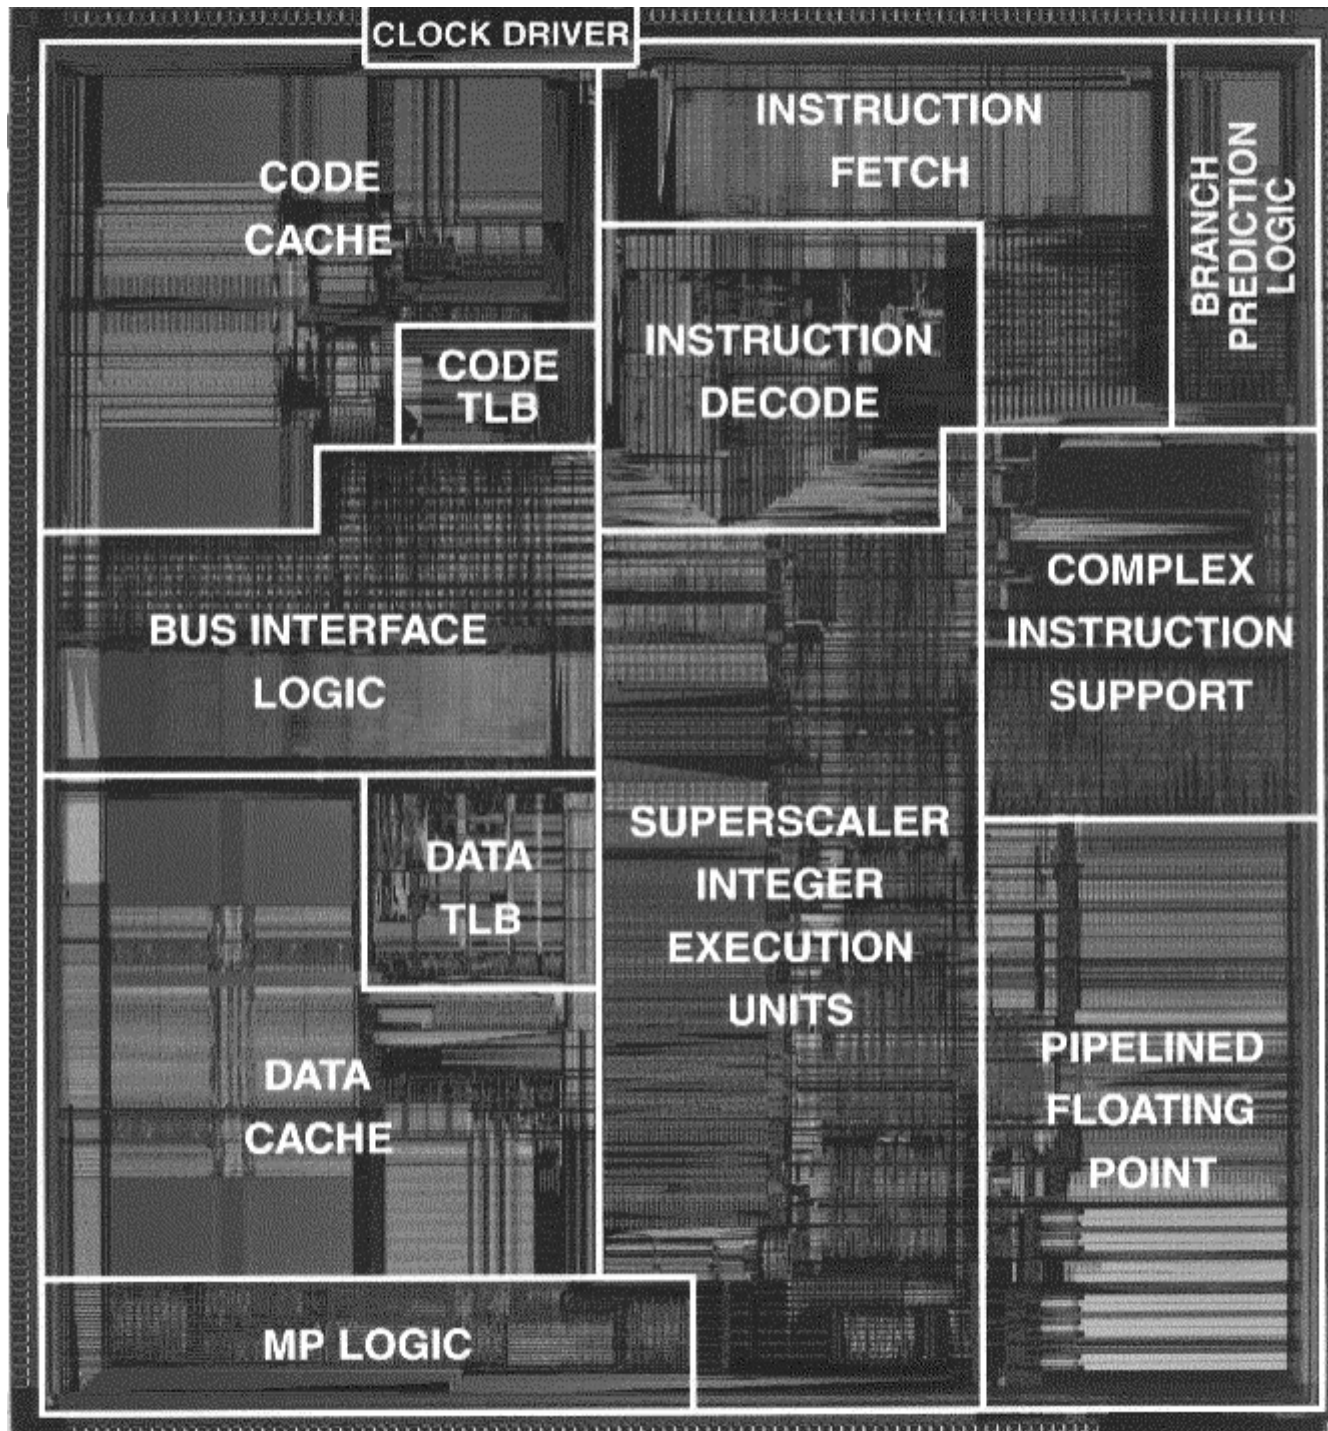 CLOCK DRIVER
INSTRUCTION
FETCH
BRANCH
PREDICTION
LOGIC
CODE
CACHE
CODE
TLB
INSTRUCTION
DECODE
BUS INTERFACE
LOGIC
COMPLEX
INSTRUCTION
SUPPORT
DATA
TLB
SUPERSCALER
INTEGER
EXECUTION
UNITS
DATA
CACHE
PIPELINED
FLOATING
POINT
MP LOGIC